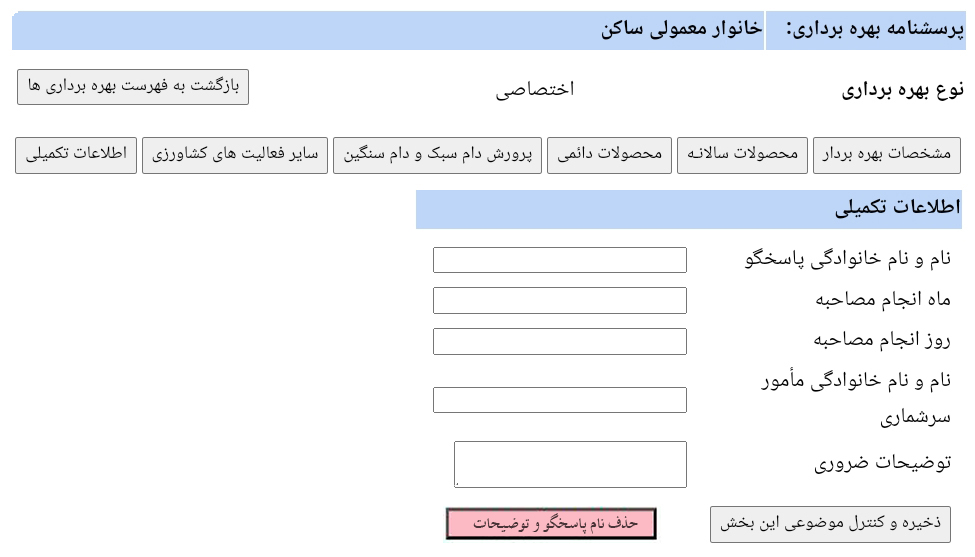 پرسشنامه بهره برداری: خانوار معمولی ساکن
نوع بهره برداری اختصاصی بازگشت به فهرست بهره برداری ها
مشخصات بهره بردار محصولات سالانـه محصولات دائمی پرورش دام سبک و دام سنگین سایر فعالیت های کشاورزی اطلاعات تکمیلی
اطلاعات تکمیلی
نام و نام خانوادگی پاسخگو
ماه انجام مصاحبه
روز انجام مصاحبه
نام و نام خانوادگی مأمور
سرشماری
توضیحات ضروری
ذخیره و کنترل موضوعی این بخش حذف نام پاسخگو و توضیحات